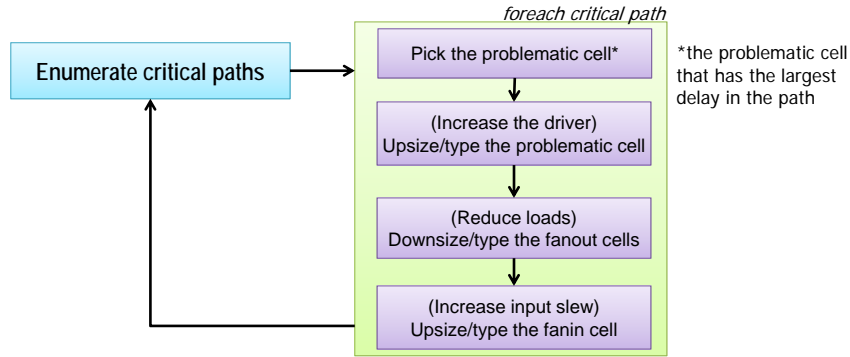 foreach critical path
Enumerate critical paths
Pick the problematic cell*
*the problematic cell
that has the largest
delay in the path
(Increase the driver)
Upsize/type the problematic cell
(Reduce loads)
Downsize/type the fanout cells
(Increase input slew)
Upsize/type the fanin cell